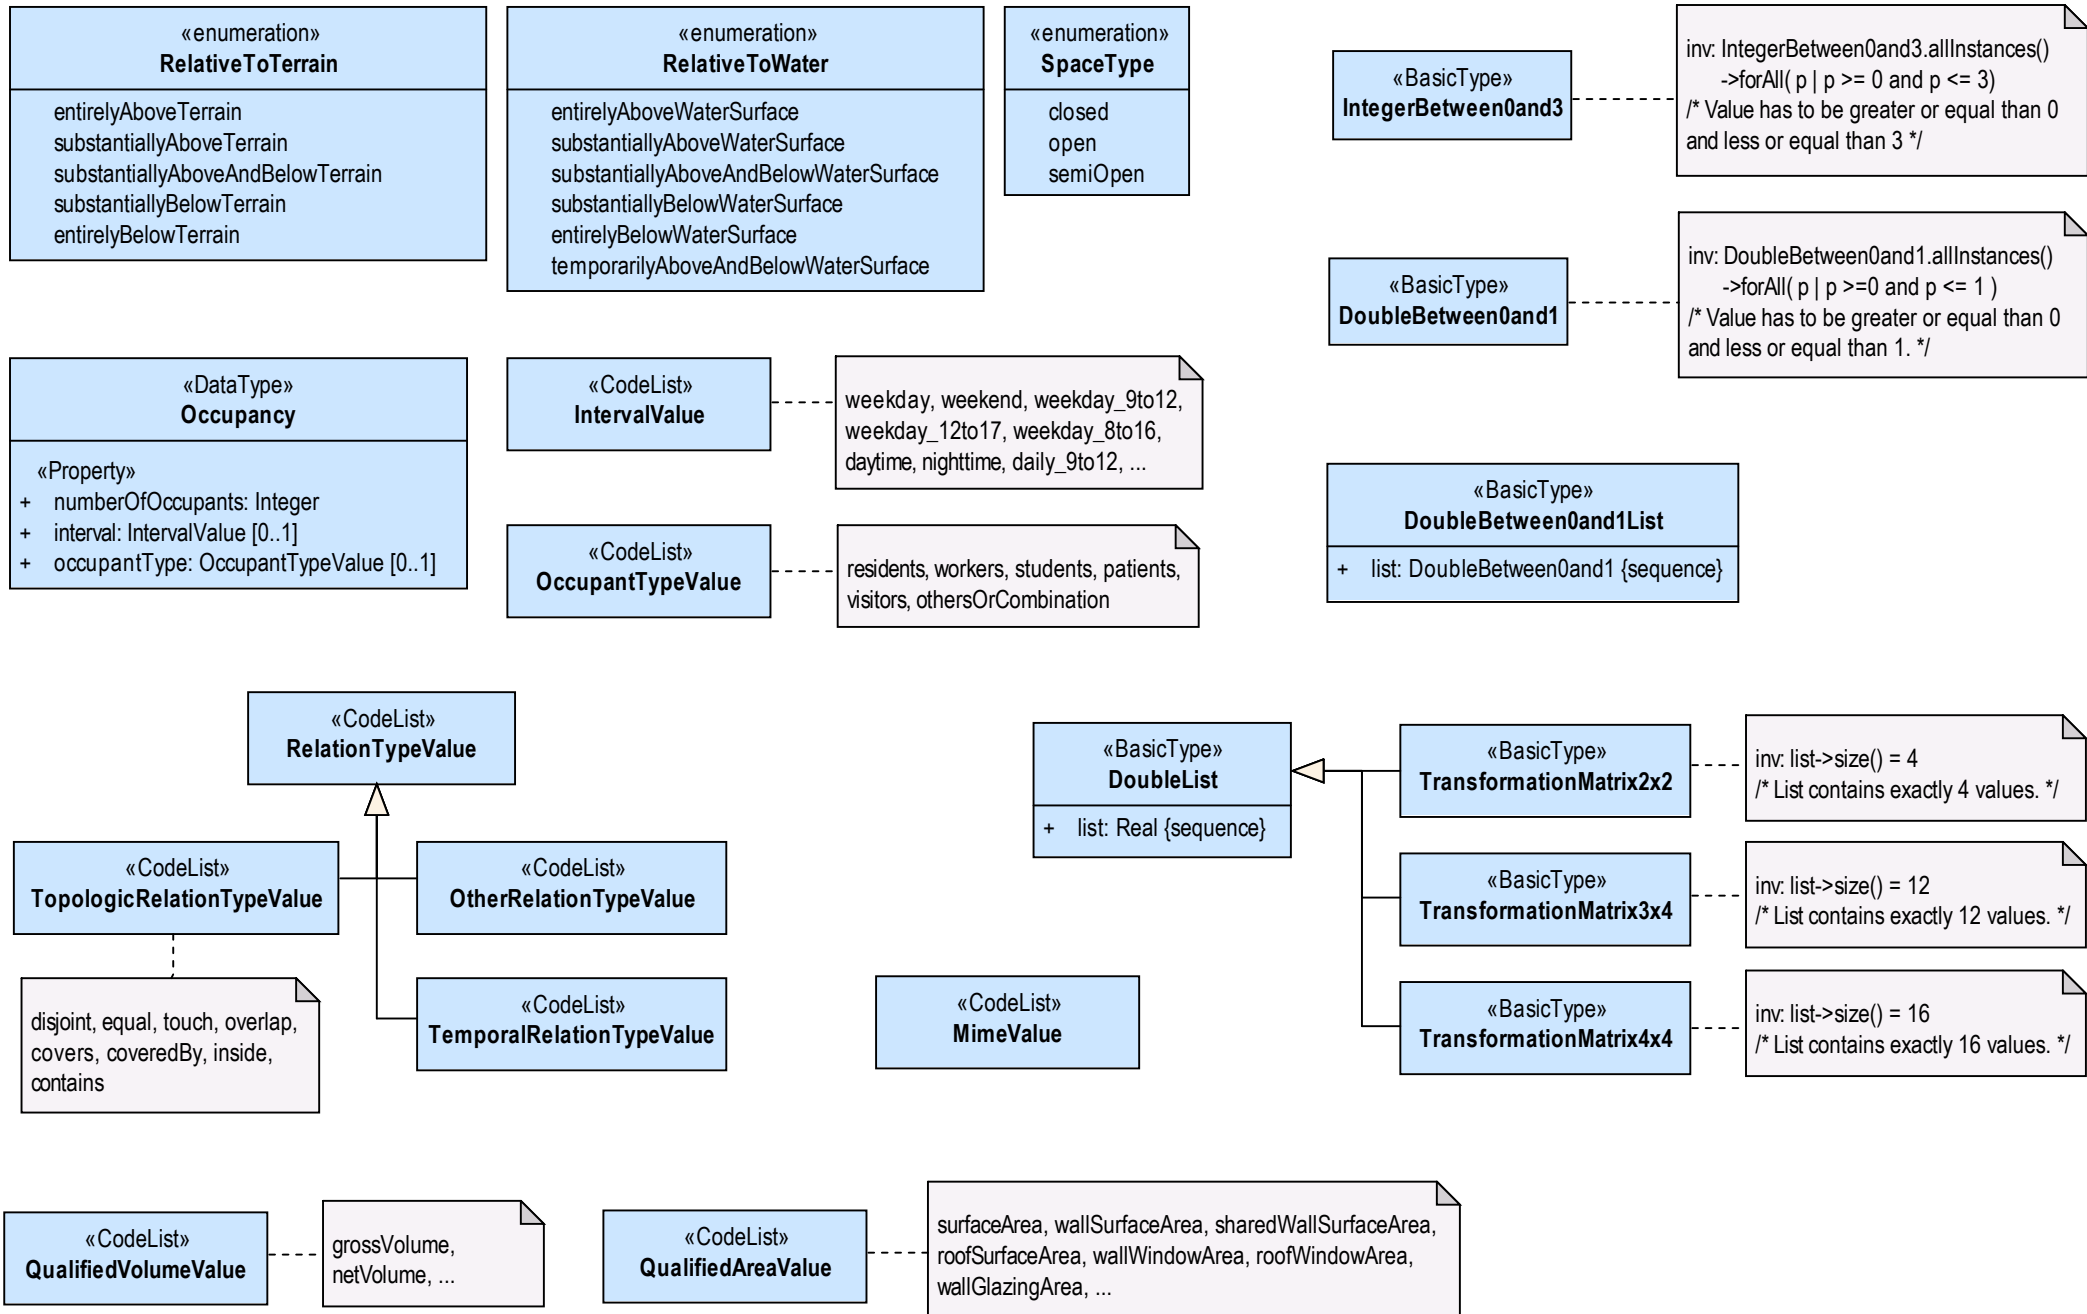 «enumeration»
RelativeToTerrain
entirelyAboveTerrain
substantiallyAboveTerrain
substantiallyAboveAndBelowTerrain
substantiallyBelowTerrain
entirelyBelowTerrain
«enumeration»
RelativeToWater
entirelyAboveWaterSurface
substantiallyAboveWaterSurface
substantiallyAboveAndBelowWaterSurface
substantiallyBelowWaterSurface
entirelyBelowWaterSurface
temporarilyAboveAndBelowWaterSurface
«enumeration»
SpaceType
closed
open
semiOpen
«BasicType»
IntegerBetween0and3
inv: IntegerBetween0and3.allInstances()
->forAll( p | p >= 0 and p <= 3)
/* Value has to be greater or equal than 0
and less or equal than 3 */
«BasicType»
DoubleBetween0and1
inv: DoubleBetween0and1.allInstances()
->forAll( p | p >=0 and p <= 1 )
/* Value has to be greater or equal than 0
and less or equal than 1. */
«DataType»
Occupancy
«Property»
+ numberOfOccupants: Integer
+ interval: IntervalValue [0..1]
+ occupantType: OccupantTypeValue [0..1]
«CodeList»
IntervalValue
weekday, weekend, weekday_9to12,
weekday_12to17, weekday_8to16,
daytime, nighttime, daily_9to12, ...
«CodeList»
OccupantTypeValue
residents, workers, students, patients,
visitors, othersOrCombination
«BasicType»
DoubleBetween0and1List
+ list: DoubleBetween0and1 {sequence}
«CodeList»
RelationTypeValue
«CodeList»
TopologicRelationTypeValue
«CodeList»
OtherRelationTypeValue
«CodeList»
TemporalRelationTypeValue
disjoint, equal, touch, overlap,
covers, coveredBy, inside,
contains
«CodeList»
MimeValue
«BasicType»
DoubleList
+ list: Real {sequence}
«BasicType»
TransformationMatrix2x2
inv: list->size() = 4
/* List contains exactly 4 values. */
«BasicType»
TransformationMatrix3x4
inv: list->size() = 12
/* List contains exactly 12 values. */
«BasicType»
TransformationMatrix4x4
inv: list->size() = 16
/* List contains exactly 16 values. */
«CodeList»
QualifiedVolumeValue
grossVolume,
netVolume, ...
«CodeList»
QualifiedAreaValue
surfaceArea, wallSurfaceArea, sharedWallSurfaceArea,
roofSurfaceArea, wallWindowArea, roofWindowArea,
wallGlazingArea, ...